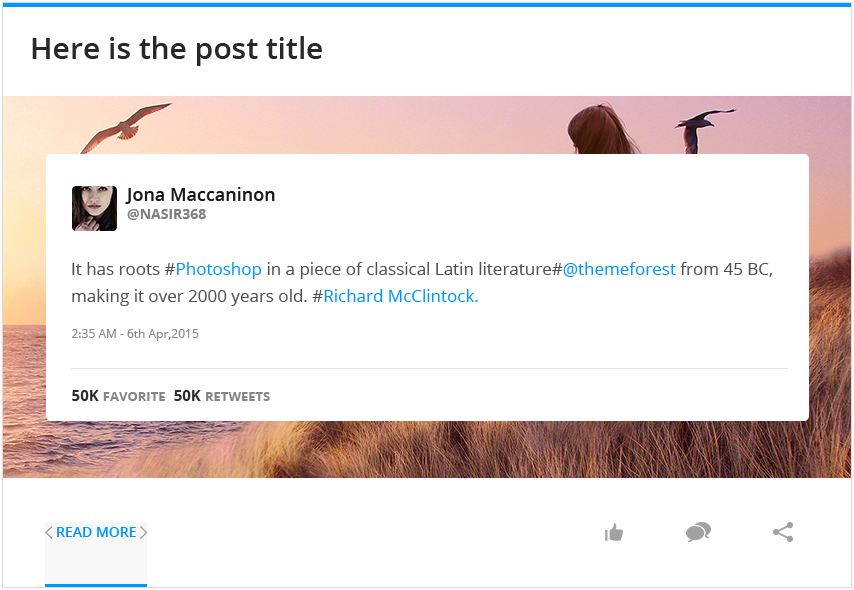 Here is the post title
Jona Maccaninon
@NASIR368
It has roots #Photoshop in a piece of classical Latin literature#@themeforest from 45 BC,
making it over 2000 years old. #Richard McClintock.
2:35 AM - 6th Apr,2015
50K FAVORITE 50K RETWEETS
READ MORE